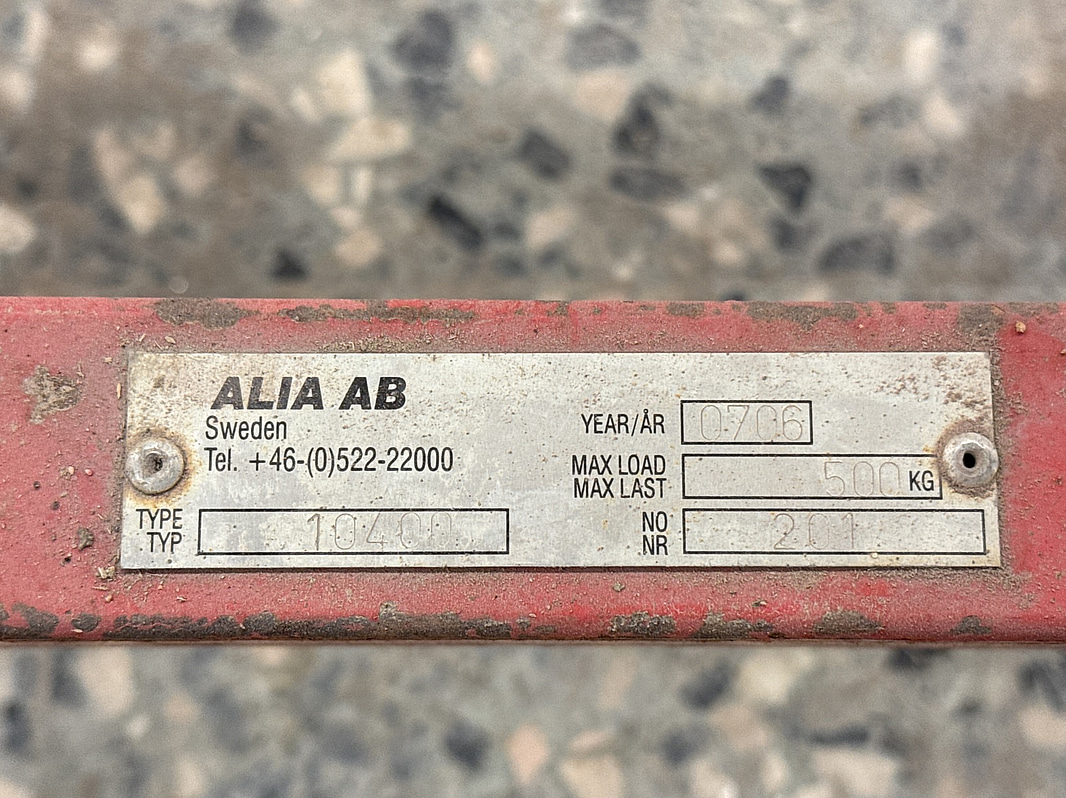 ALIA AB
Sweden
Tel. +46-(0)522-22000
TYPE
TYP
10400
YEAR/ÅR 0706
MAX LOAD
MAX LAST
500 KG
NO
NR
201